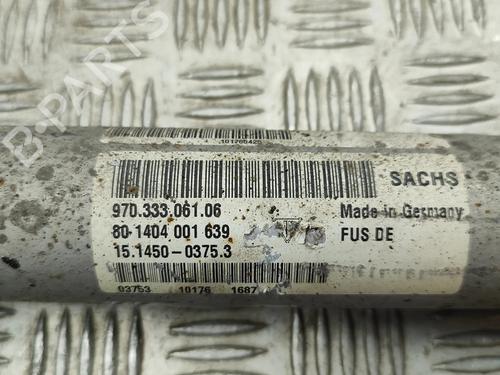 B-PARTS
101760425
SACHS
970.333.061.06
Made in Germany
80-1404 001 639
FUS DE
15.1450-0375.3
03753 10176 1687